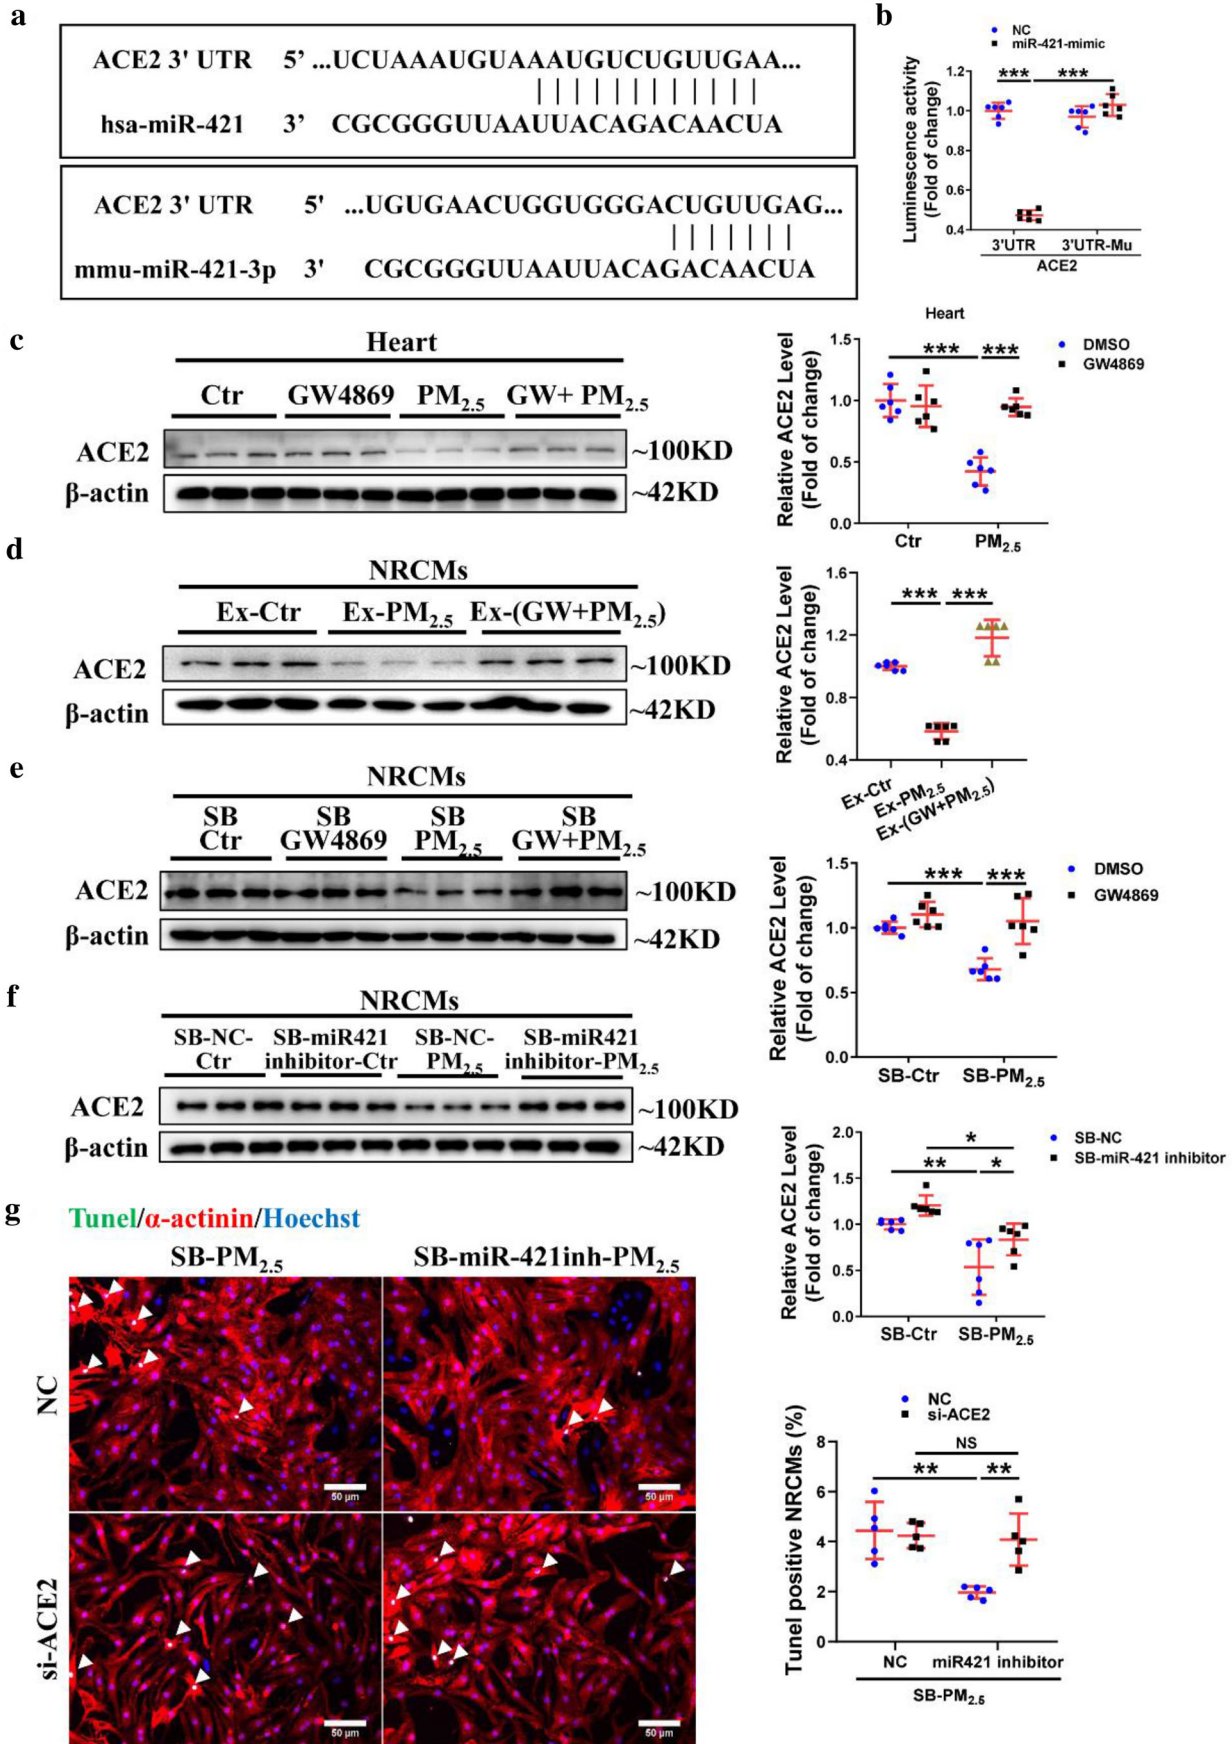 a
ACE2 3' UTR 5’ ...UCUAAAUGUAAAUGUCUGUUGAA...
hsa-miR-421 3’ CGCGGGUUAAUUACAGACAACUA
ACE2 3' UTR 5' ...UGUGAACUGGUGGGACUGUUGAG...
mmu-miR-421-3p 3' CGCGGGUUAAUUACAGACAACUA
b
NC
miR-421-mimic
Luminescence activity
(Fold of change)
1.2
1.0
0.8
0.6
0.4
*** ***
3'UTR 3'UTR-Mu
ACE2
c
Heart
Ctr GW4869 PM2.5 GW+ PM2.5
ACE2 ~100KD
β-actin ~42KD
Heart
DMSO
GW4869
Relative ACE2 Level
(Fold of change)
1.5
1.0
0.5
0.0
*** ***
Ctr PM2.5
d
NRCMs
Ex-Ctr Ex-PM2.5 Ex-(GW+PM2.5)
ACE2 ~100KD
β-actin ~42KD
Relative ACE2 Level
(Fold of change)
1.6
1.2
0.8
0.4
*** ***
Ex-Ctr
Ex-PM2.5
Ex-(GW+PM2.5)
e
NRCMs
SB SB SB SB
Ctr GW4869 PM2.5 GW+PM2.5
ACE2 ~100KD
β-actin ~42KD
DMSO
GW4869
Relative ACE2 Level
(Fold of change)
1.5
1.0
0.5
0.0
*** ***
SB-Ctr SB-PM2.5
f
NRCMs
SB-NC- SB-miR421 SB-NC- SB-miR421
Ctr inhibitor-Ctr PM2.5 inhibitor-PM2.5
ACE2 ~100KD
β-actin ~42KD
SB-NC
SB-miR-421 inhibitor
Relative ACE2 Level
(Fold of change)
2.0
1.5
1.0
0.5
0.0
*
** *
SB-Ctr SB-PM2.5
g
Tunel/α-actinin/Hoechst
SB-PM2.5 SB-miR-421inh-PM2.5
NC
50 µm 50 µm
si-ACE2
50 µm 50 µm
NC
si-ACE2
Tunel positive NRCMs (%)
8
6
4
2
0
NS
** **
NC miR421 inhibitor
SB-PM2.5